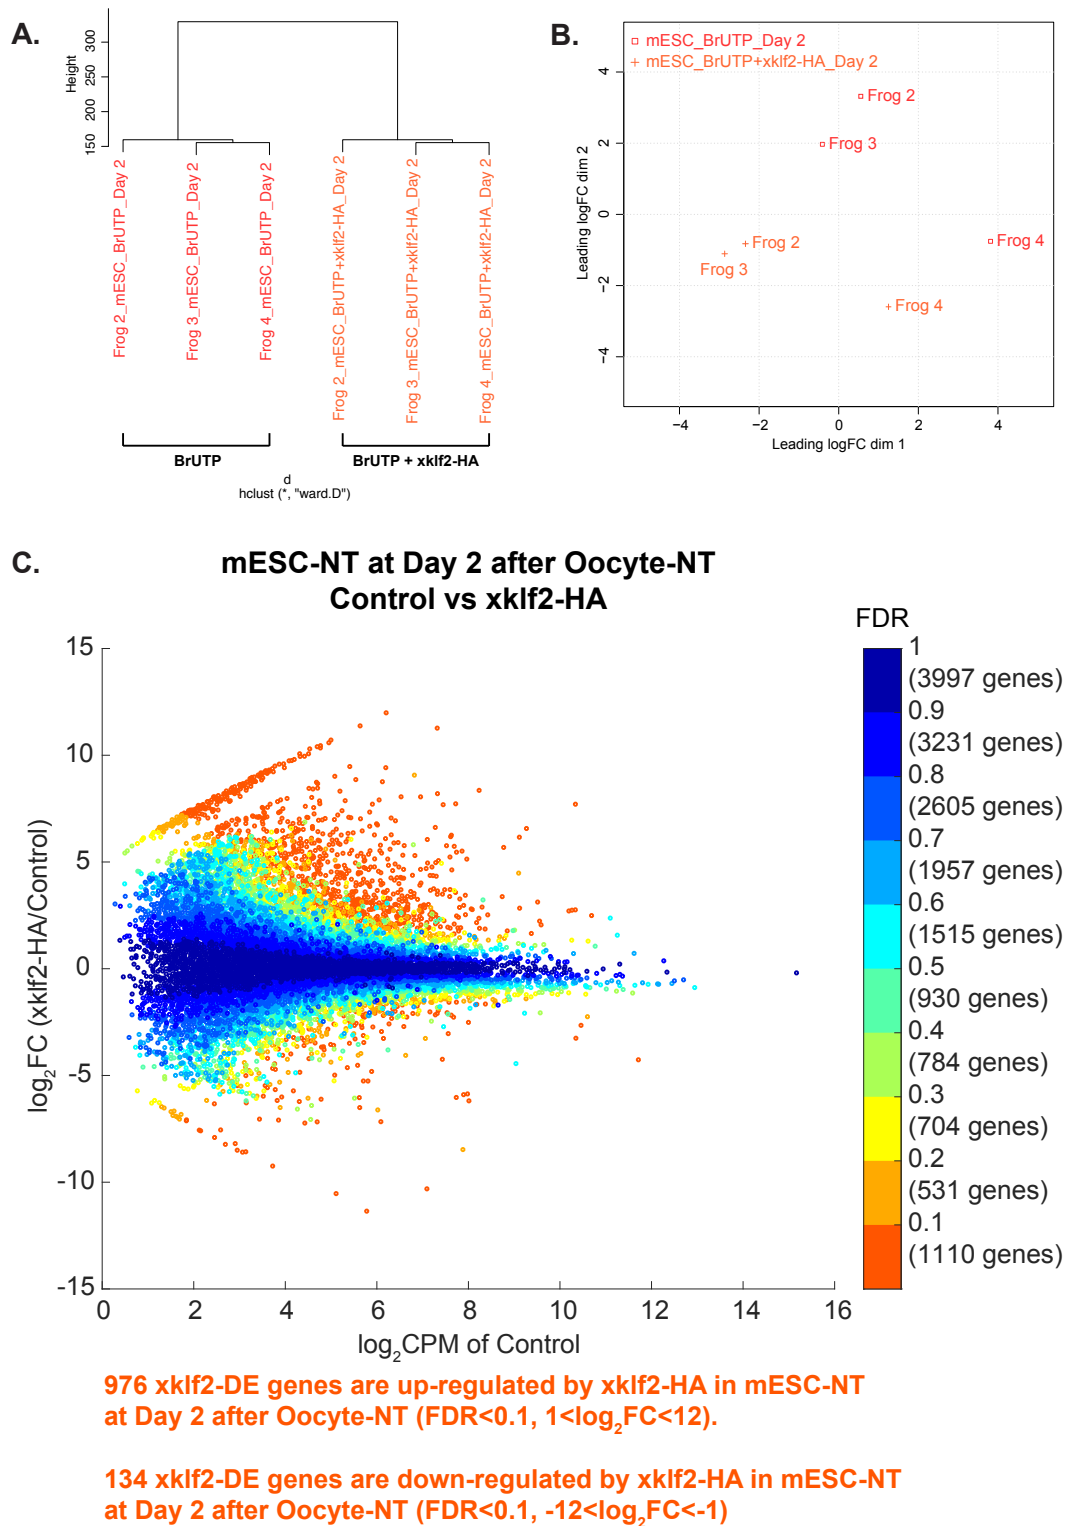 A.
Height
300
250
200
150
Frog 2_mESC_BrUTP_Day 2
Frog 3_mESC_BrUTP_Day 2
Frog 4_mESC_BrUTP_Day 2
Frog 2_mESC_BrUTP+xklf2-HA_Day 2
Frog 3_mESC_BrUTP+xklf2-HA_Day 2
Frog 4_mESC_BrUTP+xklf2-HA_Day 2
BrUTP
BrUTP + xklf2-HA
d
hclust (*, "ward.D")
B.
mESC_BrUTP_Day 2
mESC_BrUTP+xklf2-HA_Day 2
Frog 2
Frog 3
Frog 4
Frog 2
Frog 3
Frog 4
Leading logFC dim 2
4
2
0
−2
−4
−4
−2
0
2
4
Leading logFC dim 1
C.
mESC-NT at Day 2 after Oocyte-NT
Control vs xklf2-HA
log2FC (xklf2-HA/Control)
15
10
5
0
-5
-10
-15
0
2
4
6
8
10
12
14
16
log2CPM of Control
FDR
1
(3997 genes)
0.9
(3231 genes)
0.8
(2605 genes)
0.7
(1957 genes)
0.6
(1515 genes)
0.5
(930 genes)
0.4
(784 genes)
0.3
(704 genes)
0.2
(531 genes)
0.1
(1110 genes)
976 xklf2-DE genes are up-regulated by xklf2-HA in mESC-NT
at Day 2 after Oocyte-NT (FDR<0.1, 1<log2FC<12).
134 xklf2-DE genes are down-regulated by xklf2-HA in mESC-NT
at Day 2 after Oocyte-NT (FDR<0.1, -12<log2FC<-1)